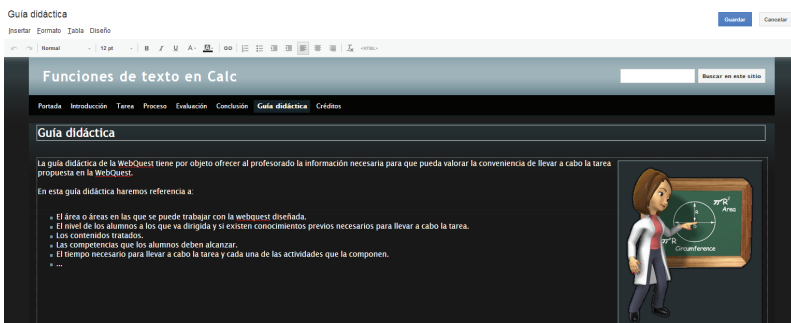 Guía didáctica
Guardar Cancelar
Insertar Formato Tabla Diseño
Normal 12 pt B I U A <HTML>
Funciones de texto en Calc
Buscar en este sitio
Portada Introducción Tarea Proceso Evaluación Conclusión Guía didáctica Créditos
Guía didáctica
La guía didáctica de la WebQuest tiene por objeto ofrecer al profesorado la información necesaria para que pueda valorar la conveniencia de llevar a cabo la tarea
propuesta en la WebQuest.
En esta guía didáctica haremos referencia a:
El área o áreas en las que se puede trabajar con la webquest diseñada.
El nivel de los alumnos a los que va dirigida y si existen conocimientos previos necesarios para llevar a cabo la tarea.
Los contenidos tratados.
Las competencias que los alumnos deben alcanzar.
El tiempo necesario para llevar a cabo la tarea y cada una de las actividades que la componen.
...
πR²
Area
R
πR
Circumference